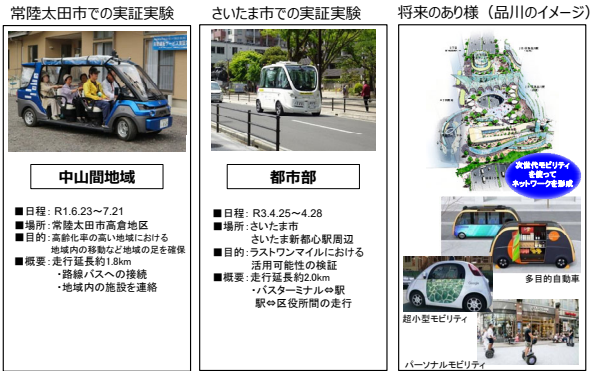 常陸太田市での実証実験
中山間地域
■日程: R1.6.23～7.21
■場所: 常陸太田市高倉地区
■目的: 高齢化率の高い地域における
地域内の移動など地域の足を確保
■概要: 走行延長約1.8km
・路線バスへの接続
・地域内の施設を連絡
さいたま市での実証実験
都市部
■日程: R3.4.25～4.28
■場所: さいたま市
さいたま新都心駅周辺
■目的: ラストワンマイルにおける
活用可能性の検証
■概要: 走行延長約2.0km
・バスターミナル⇔駅
駅⇔区役所間の走行
将来のあり様（品川のイメージ）
次世代モビリティ
を使って
ネットワークを形成
多目的自動車
超小型モビリティ
パーソナルモビリティ